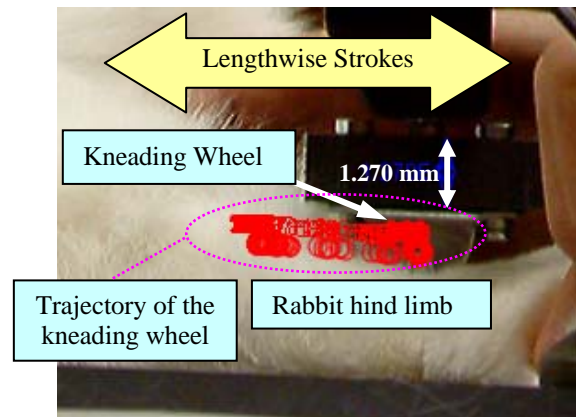 Lengthwise Strokes
Kneading Wheel
1.270 mm
Trajectory of the
kneading wheel
Rabbit hind limb